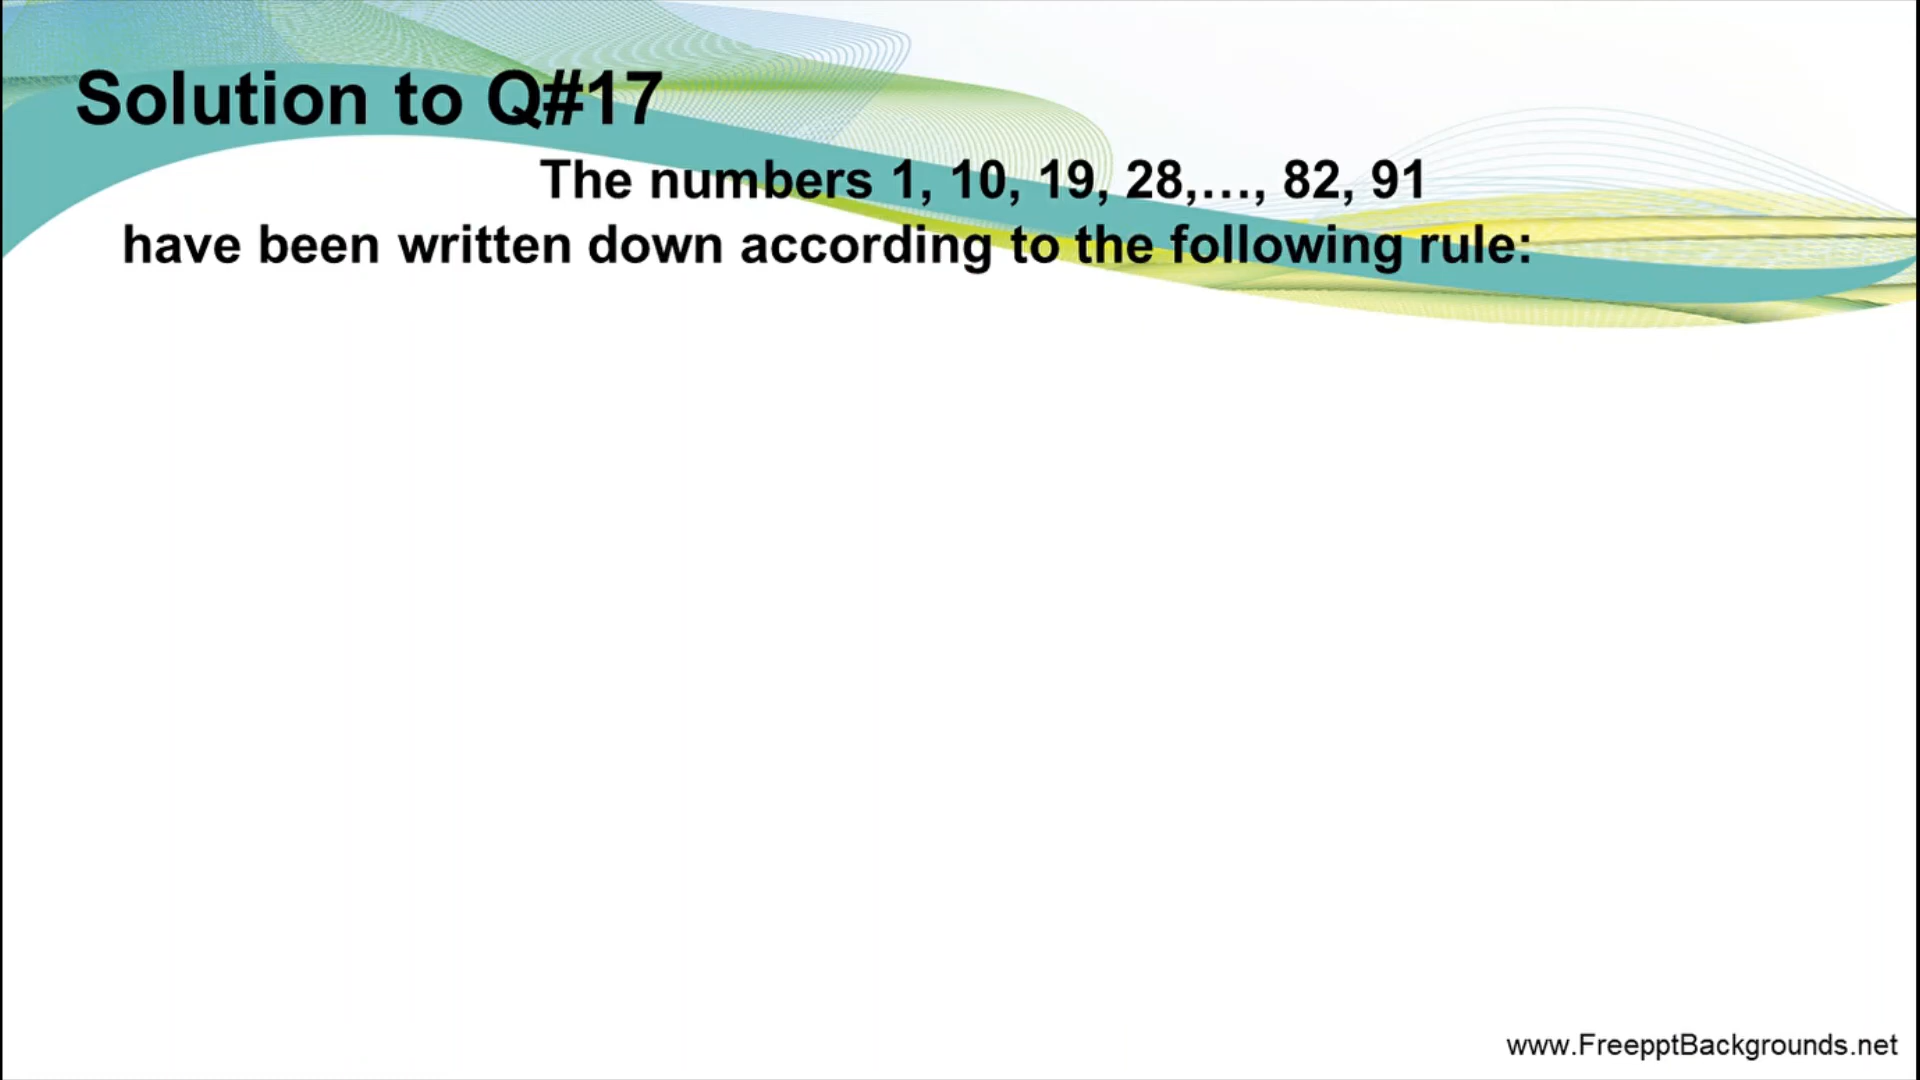 Solution to Q#17
The numbers 1, 10, 19, 28,…, 82, 91
have been written down according to the following rule:
www.FreepptBackgrounds.net